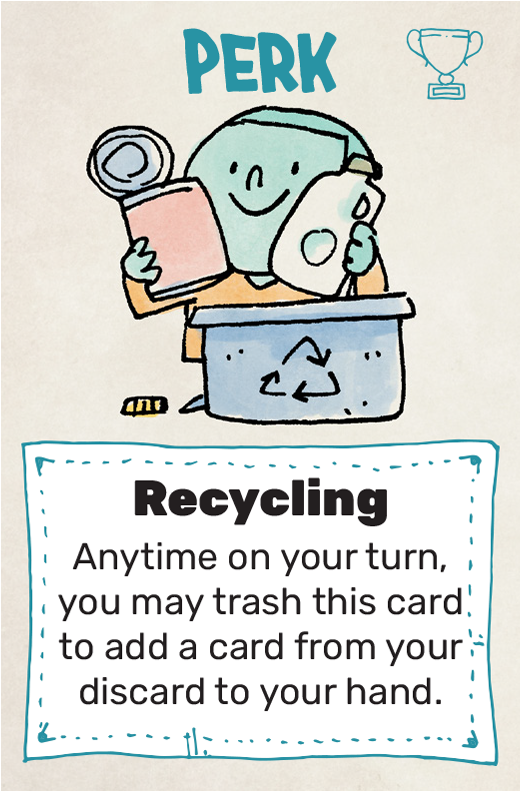 PERK
Recycling
Anytime on your turn,
you may trash this card
to add a card from your
discard to your hand.